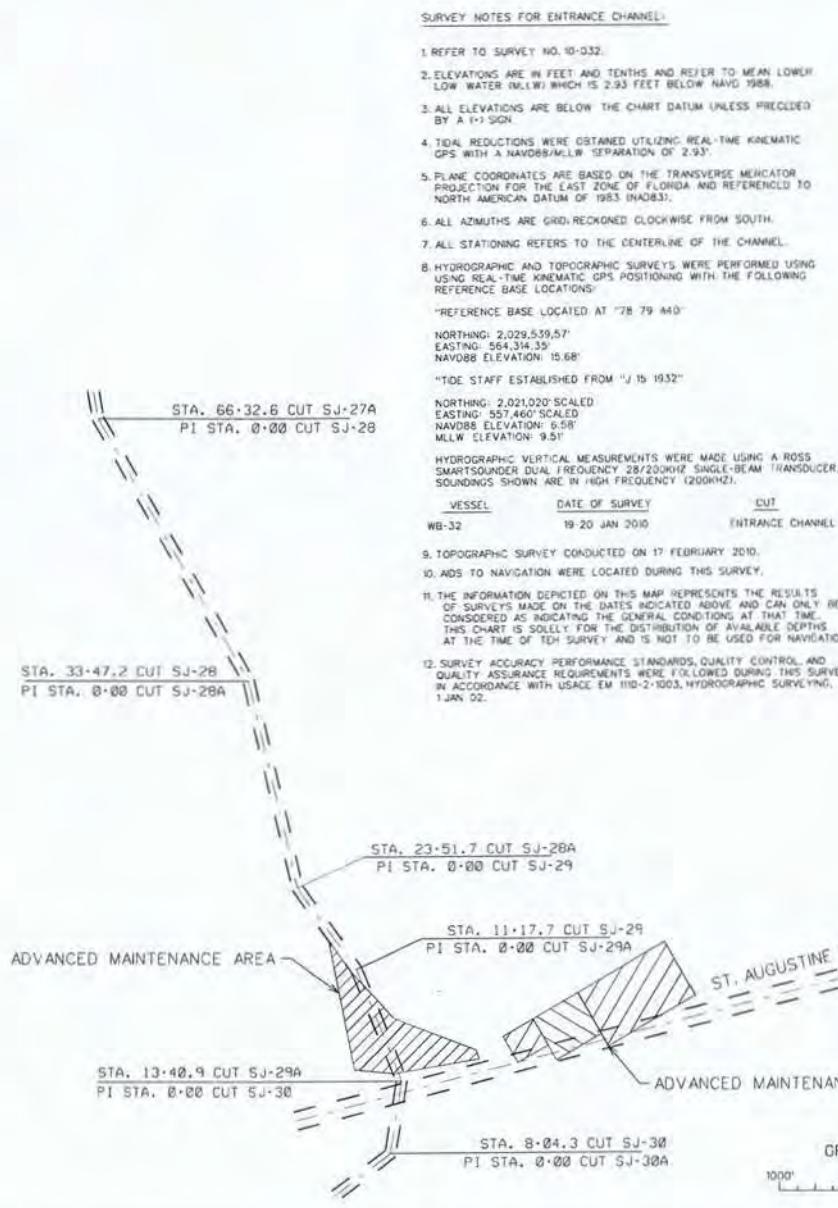 SURVEY NOTES FOR ENTRANCE CHANNEL:
1. REFER TO SURVEY NO. 10-032.
2. ELEVATIONS ARE IN FEET AND TENTHS AND REFER TO MEAN LOWER
LOW WATER (MLLW) WHICH IS 2.93 FEET BELOW NAVD 1988.
3. ALL ELEVATIONS ARE BELOW THE CHART DATUM UNLESS PRECEDED
BY A (+) SIGN.
4. TIDAL REDUCTIONS WERE OBTAINED UTILIZING REAL-TIME KINEMATIC
GPS WITH A NAVD88/MLLW SEPARATION OF 2.93'.
5. PLANE COORDINATES ARE BASED ON THE TRANSVERSE MERCATOR
PROJECTION FOR THE EAST ZONE OF FLORIDA AND REFERENCED TO
NORTH AMERICAN DATUM OF 1983 (NAD83).
6. ALL AZIMUTHS ARE GRID, RECKONED CLOCKWISE FROM SOUTH.
7. ALL STATIONING REFERS TO THE CENTERLINE OF THE CHANNEL.
8. HYDROGRAPHIC AND TOPOGRAPHIC SURVEYS WERE PERFORMED USING
USING REAL-TIME KINEMATIC GPS POSITIONING WITH THE FOLLOWING
REFERENCE BASE LOCATIONS:
"REFERENCE BASE LOCATED AT "78 79 A40"
NORTHING: 2,029,539.57'
EASTING: 564,314.35'
NAVD88 ELEVATION: 15.68'
"TIDE STAFF ESTABLISHED FROM "J 15 1932"
NORTHING: 2,021,020' SCALED
EASTING: 557,460' SCALED
NAVD88 ELEVATION: 6.58'
MLLW ELEVATION: 9.51'
HYDROGRAPHIC VERTICAL MEASUREMENTS WERE MADE USING A ROSS
SMARTSOUNDER DUAL FREQUENCY 28/200KHZ SINGLE-BEAM TRANSDUCER.
SOUNDINGS SHOWN ARE IN HIGH FREQUENCY (200KHZ).
VESSEL DATE OF SURVEY CUT
WB-32 19-20 JAN 2010 ENTRANCE CHANNEL
9. TOPOGRAPHIC SURVEY CONDUCTED ON 17 FEBRUARY 2010.
10. AIDS TO NAVIGATION WERE LOCATED DURING THIS SURVEY.
11. THE INFORMATION DEPICTED ON THIS MAP REPRESENTS THE RESULTS
OF SURVEYS MADE ON THE DATES INDICATED ABOVE AND CAN ONLY BE
CONSIDERED AS INDICATING THE GENERAL CONDITIONS AT THAT TIME.
THIS CHART IS SOLELY FOR THE DISTRIBUTION OF AVAILABLE DEPTHS
AT THE TIME OF TEH SURVEY AND IS NOT TO BE USED FOR NAVIGATIO
12. SURVEY ACCURACY PERFORMANCE STANDARDS, QUALITY CONTROL, AND
QUALITY ASSURANCE REQUIREMENTS WERE FOLLOWED DURING THIS SURVE
IN ACCORDANCE WITH USACE EM 1110-2-1003, HYDROGRAPHIC SURVEYING,
1 JAN 02.
STA. 66+32.6 CUT SJ-27A
PI STA. 0+00 CUT SJ-28
STA. 33+47.2 CUT SJ-28
PI STA. 0+00 CUT SJ-28A
STA. 23+51.7 CUT SJ-28A
PI STA. 0+00 CUT SJ-29
STA. 11+17.7 CUT SJ-29
PI STA. 0+00 CUT SJ-29A
ADVANCED MAINTENANCE AREA
ST. AUGUSTINE
STA. 13+40.9 CUT SJ-29A
PI STA. 0+00 CUT SJ-30
ADVANCED MAINTENAN
STA. 8+04.3 CUT SJ-30
PI STA. 0+00 CUT SJ-30A
GR
1000'